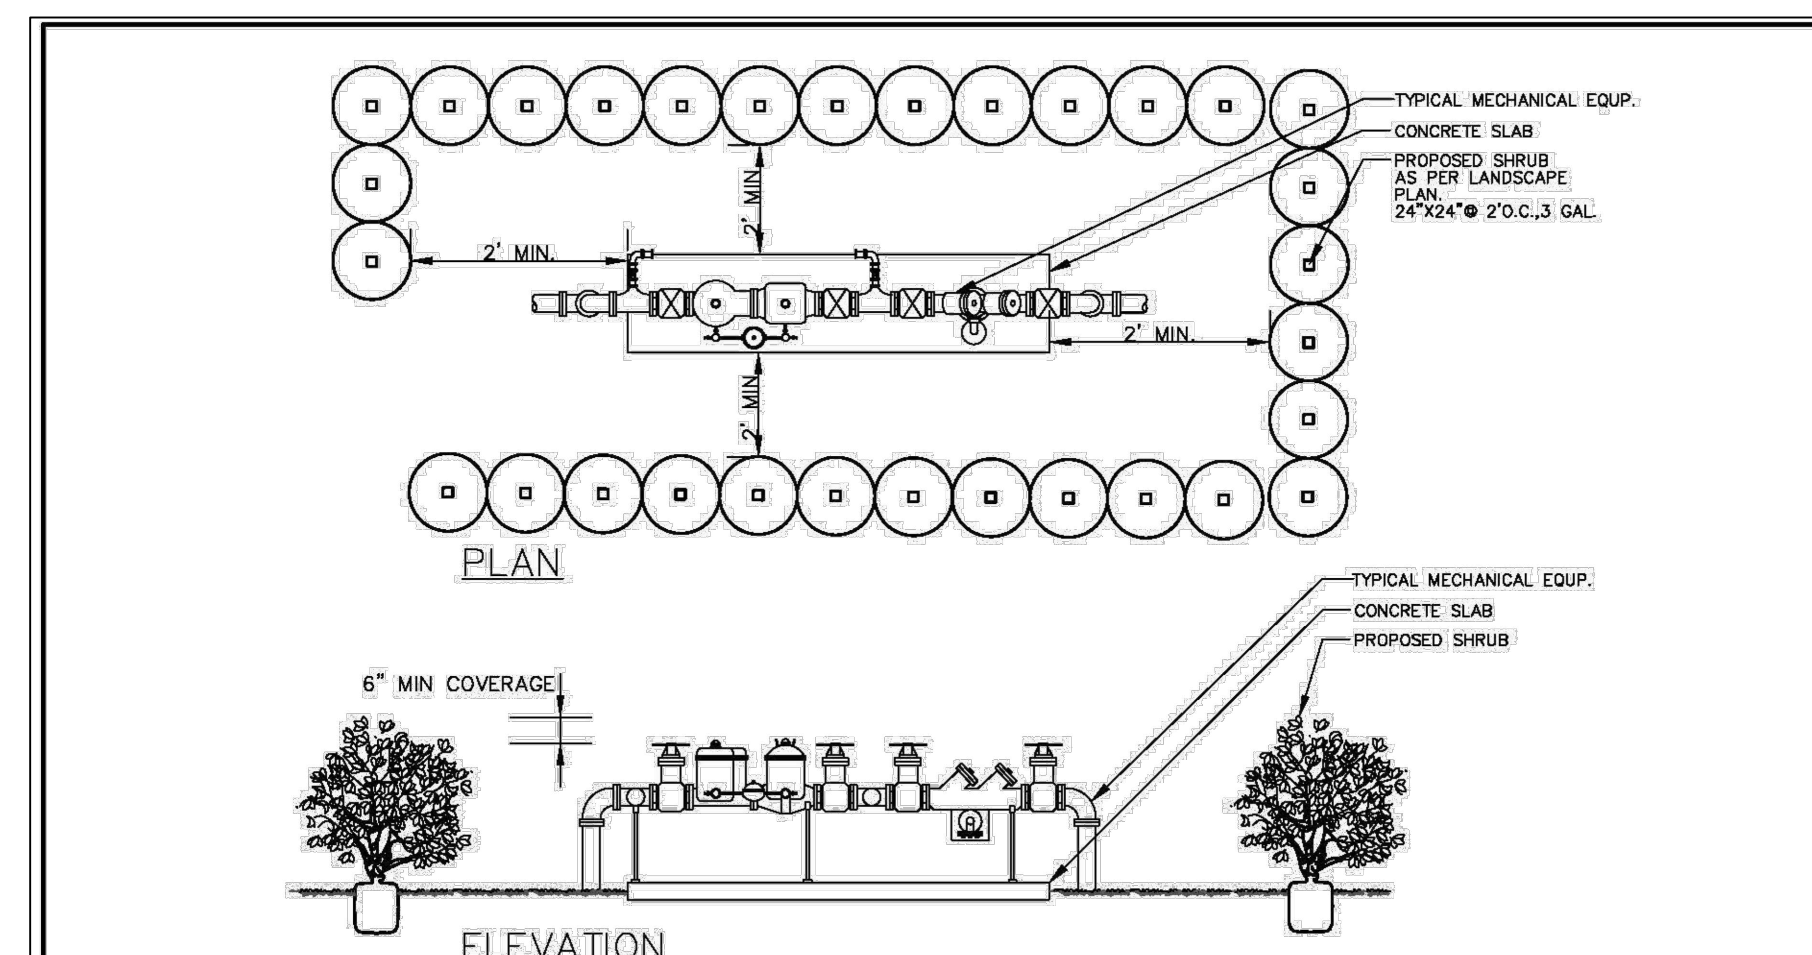 TYPICAL MECHANICAL EQUP.
CONCRETE SLAB
PROPOSED SHRUB
AS PER LANDSCAPE
PLAN.
24"X24"@ 2'O.C.,3 GAL.
2' MIN.
2' MIN.
2' MIN.
2' MIN.
PLAN
TYPICAL MECHANICAL EQUP.
CONCRETE SLAB
PROPOSED SHRUB
6" MIN COVERAGE
ELEVATION